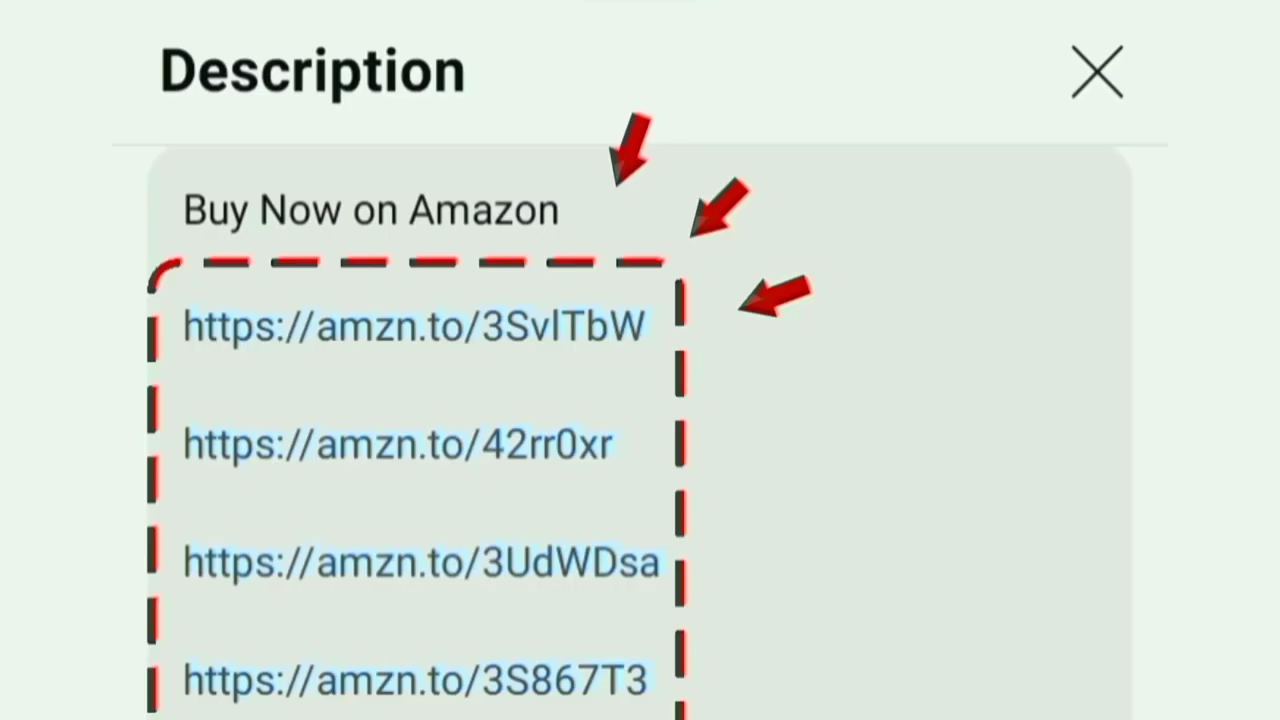 Description
Buy Now on Amazon
https://amzn.to/3SvlTbW
https://amzn.to/42rr0xr
https://amzn.to/3UdWDsa
https://amzn.to/3S867T3